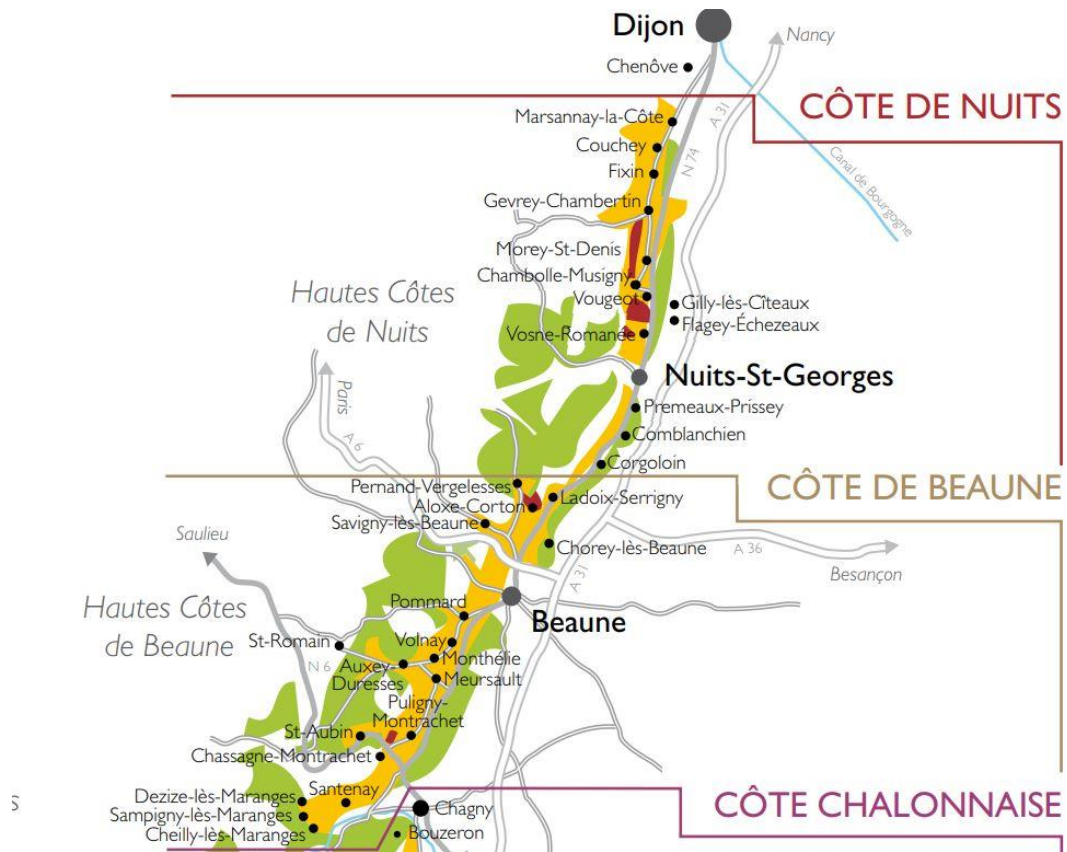 Dijon
Nancy
Chenôve
CÔTE DE NUITS
A 31
Marsannay-la-Côte
Couchey
N 74
Fixin
Canal de Bourgogne
Gevrey-Chambertin
Morey-St-Denis
Chambolle-Musigny
Hautes Côtes
de Nuits
Vougeot
Gilly-lès-Cîteaux
Flagey-Échezeaux
Vosne-Romanée
Nuits-St-Georges
Paris
Premeaux-Prissey
A 6
Comblanchien
Corgoloin
CÔTE DE BEAUNE
Pernand-Vergelesses
Ladoix-Serrigny
Aloxe-Corton
Savigny-lès-Beaune
Saulieu
Chorey-lès-Beaune
A 36
Besançon
A 31
Hautes Côtes
de Beaune
Pommard
Beaune
St-Romain
Volnay
N 6
Monthélie
Auxey-
Duresses
Meursault
Puligny-
Montrachet
St-Aubin
Chassagne-Montrachet
Santenay
Dezize-lès-Maranges
Sampigny-lès-Maranges
Cheilly-lès-Maranges
Chagny
CÔTE CHALONNAISE
s
Bouzeron